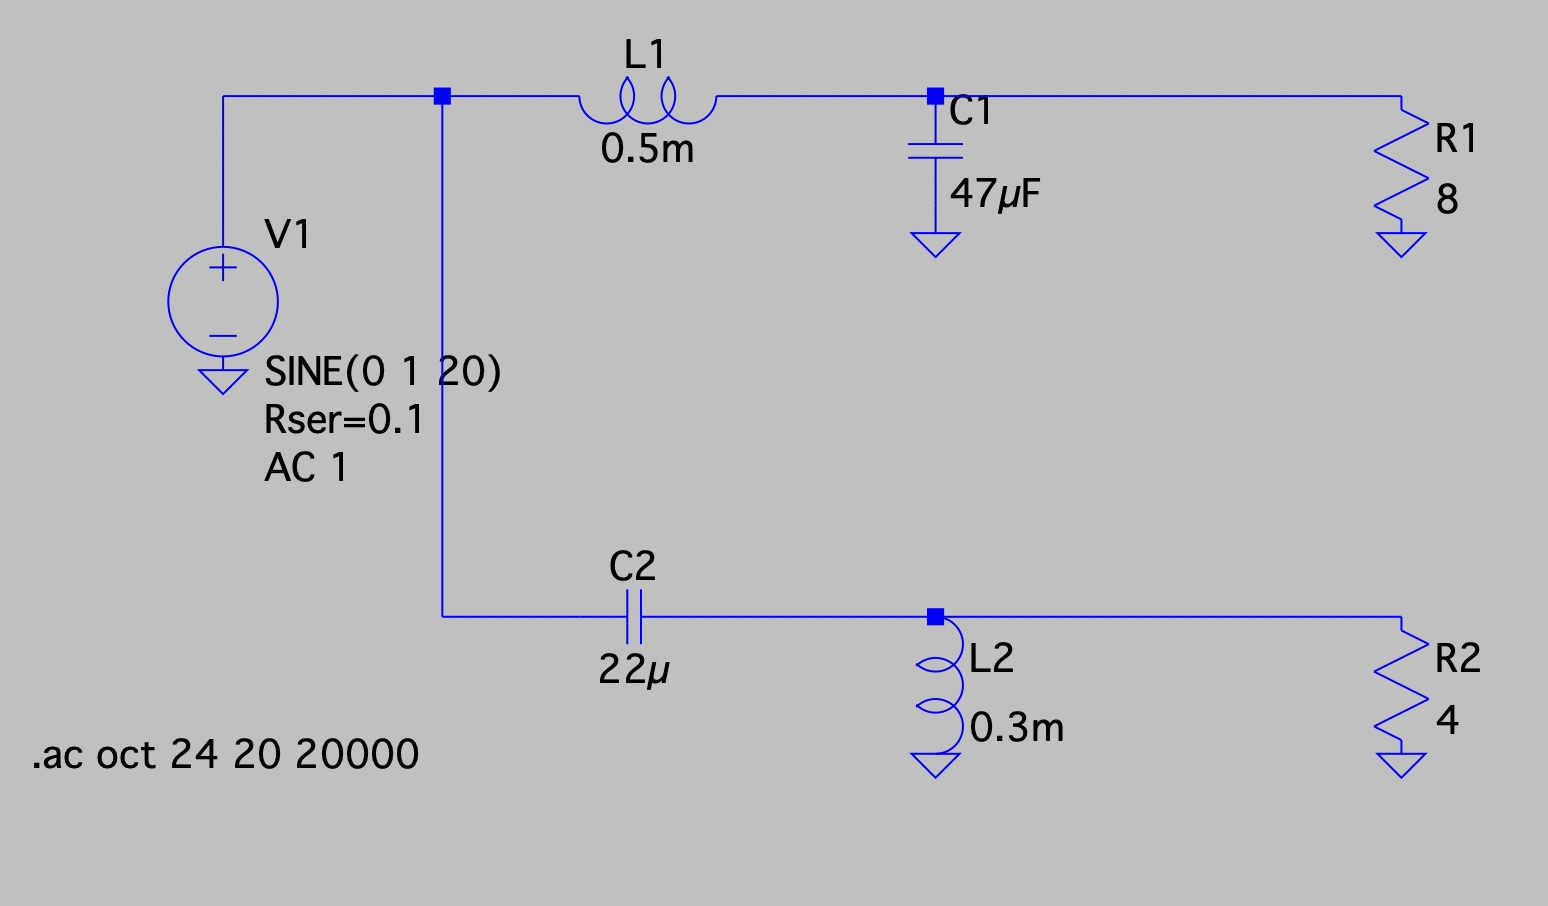 L1
0.5m
C1
47µF
R1
8
V1
SINE(0 1 20)
Rser=0.1
AC 1
C2
22µ
L2
0.3m
R2
4
.ac oct 24 20 20000